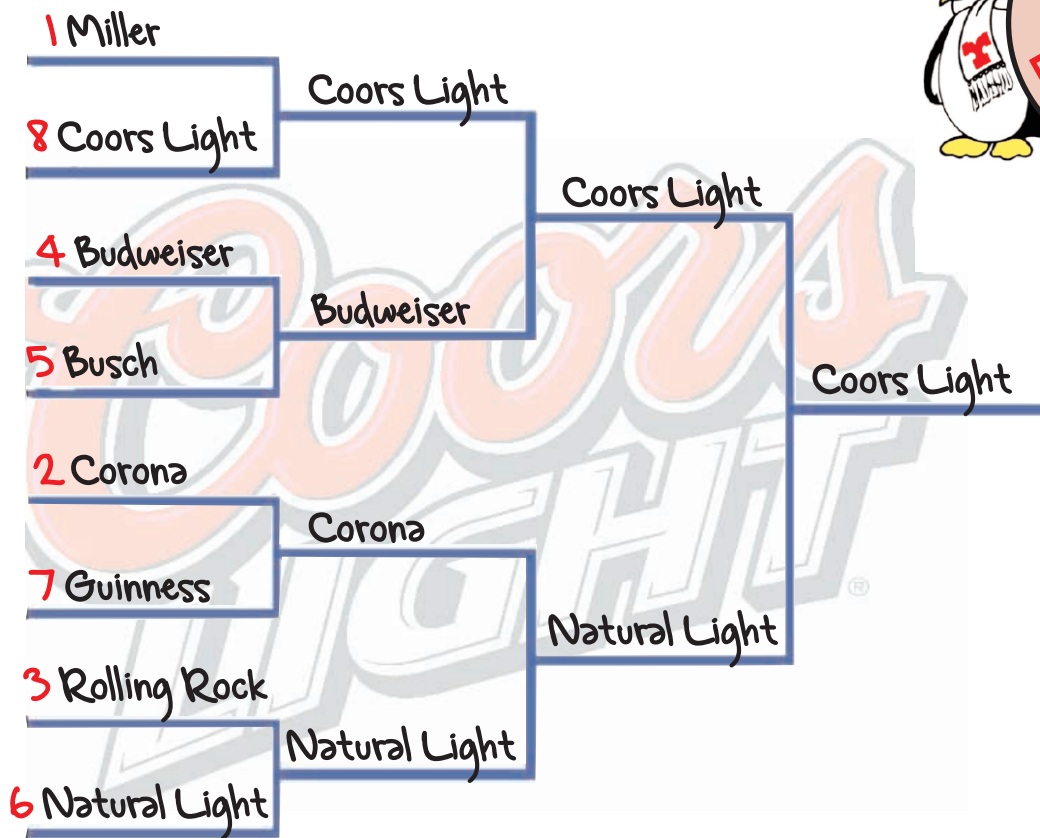 1 Miller
Coors Light
8 Coors Light
Coors Light
4 Budweiser
Budweiser
5 Busch
Coors Light
2 Corona
Corona
7 Guinness
Natural Light
3 Rolling Rock
Natural Light
6 Natural Light
Coors
LIGHT
®